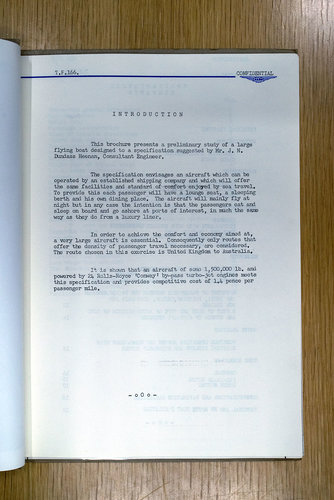 T.P.166.
CONFIDENTIAL
INTRODUCTION
This brochure presents a preliminary study of a large
flying boat designed to a specification suggested by Mr. J. N.
Dundass Heenan, Consultant Engineer.
The specification envisages an aircraft which can be
operated by an established shipping company and which will offer
the same facilities and standard of comfort enjoyed by sea travel.
To provide this each passenger will have a lounge seat, a sleeping
berth and his own dining place. The aircraft will mainly fly at
night but in any case the intention is that the passengers eat and
sleep on board and go ashore at ports of interest, in much the same
way as they do from a luxury liner.
In order to achieve the comfort and economy aimed at,
a very large aircraft is essential. Consequently only routes that
offer the density of passenger travel necessary, are considered.
The route chosen in this exercise is United Kingdom to Australia.
It is shown that an aircraft of some 1,500,000 lb. and
powered by 24 Rolls-Royce 'Conway' by-pass turbo-jet engines meets
this specification and provides competitive cost of 1.4 pence per
passenger mile.
-oOo-